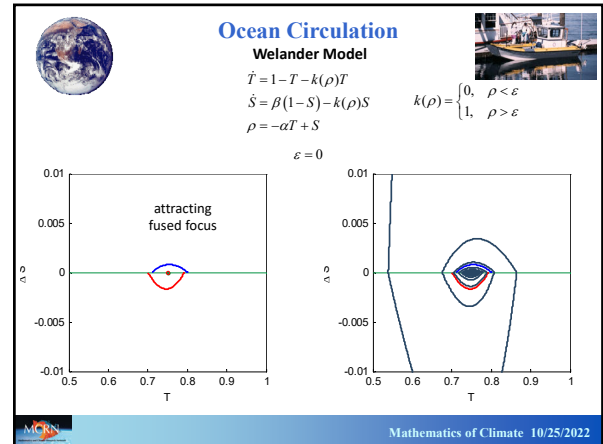 Ocean Circulation
Welander Model
Ṫ = 1 − T − k(ρ)T
Ṡ = β(1 − S) − k(ρ)S
ρ = −αT + S
k(ρ) = {0, ρ < ε
1, ρ > ε
ε = 0
0.01
0.005
0
-0.005
-0.01
Δ S
0.5 0.6 0.7 0.8 0.9 1
T
attracting
fused focus
0.01
0.005
0
-0.005
-0.01
Δ S
0.5 0.6 0.7 0.8 0.9 1
T
MCRN
Mathematics of Climate 10/25/2022